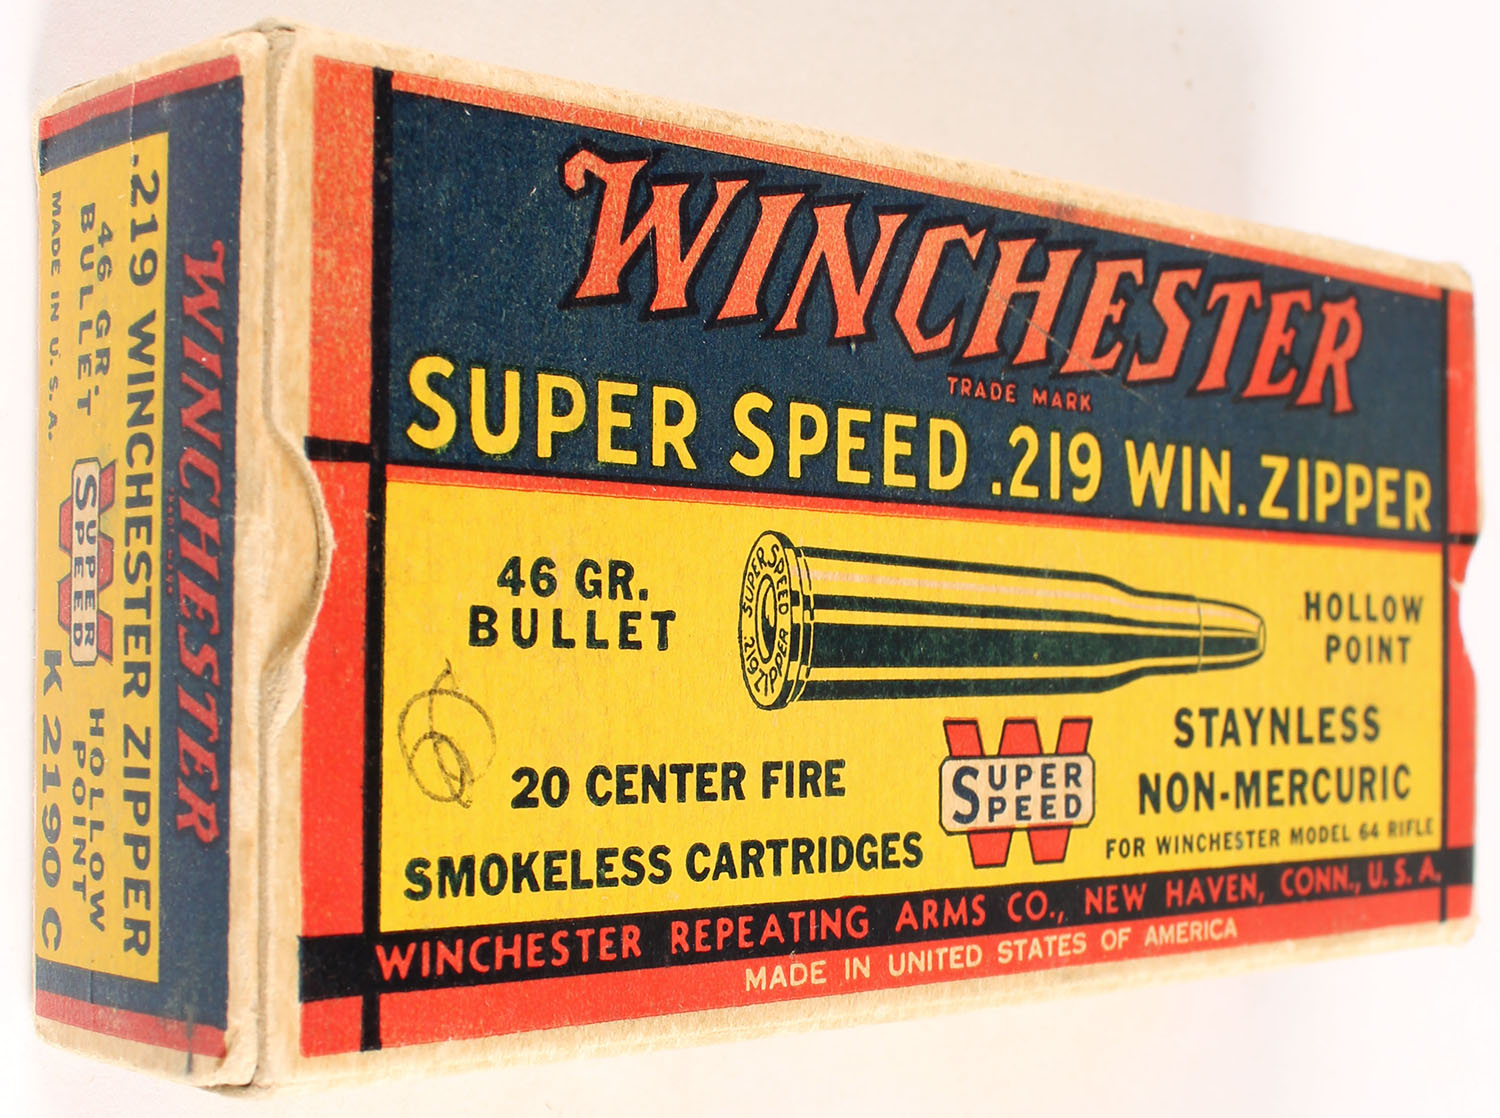 WINCHESTER
TRADE MARK
SUPER SPEED .219 WIN. ZIPPER
46 GR.
BULLET
SUPER SPEED
.219 ZIPPER
HOLLOW
POINT
20 CENTER FIRE
SMOKELESS CARTRIDGES
W
SUPER
SPEED
STAYNLESS
NON-MERCURIC
FOR WINCHESTER MODEL 64 RIFLE
WINCHESTER REPEATING ARMS CO., NEW HAVEN, CONN., U.S.A.
MADE IN UNITED STATES OF AMERICA
WINCHESTER
TRADE MARK
.219 WINCHESTER ZIPPER
46 GR.
BULLET
W
SUPER
SPEED
HOLLOW
POINT
MADE IN U.S.A.
K 2190 C